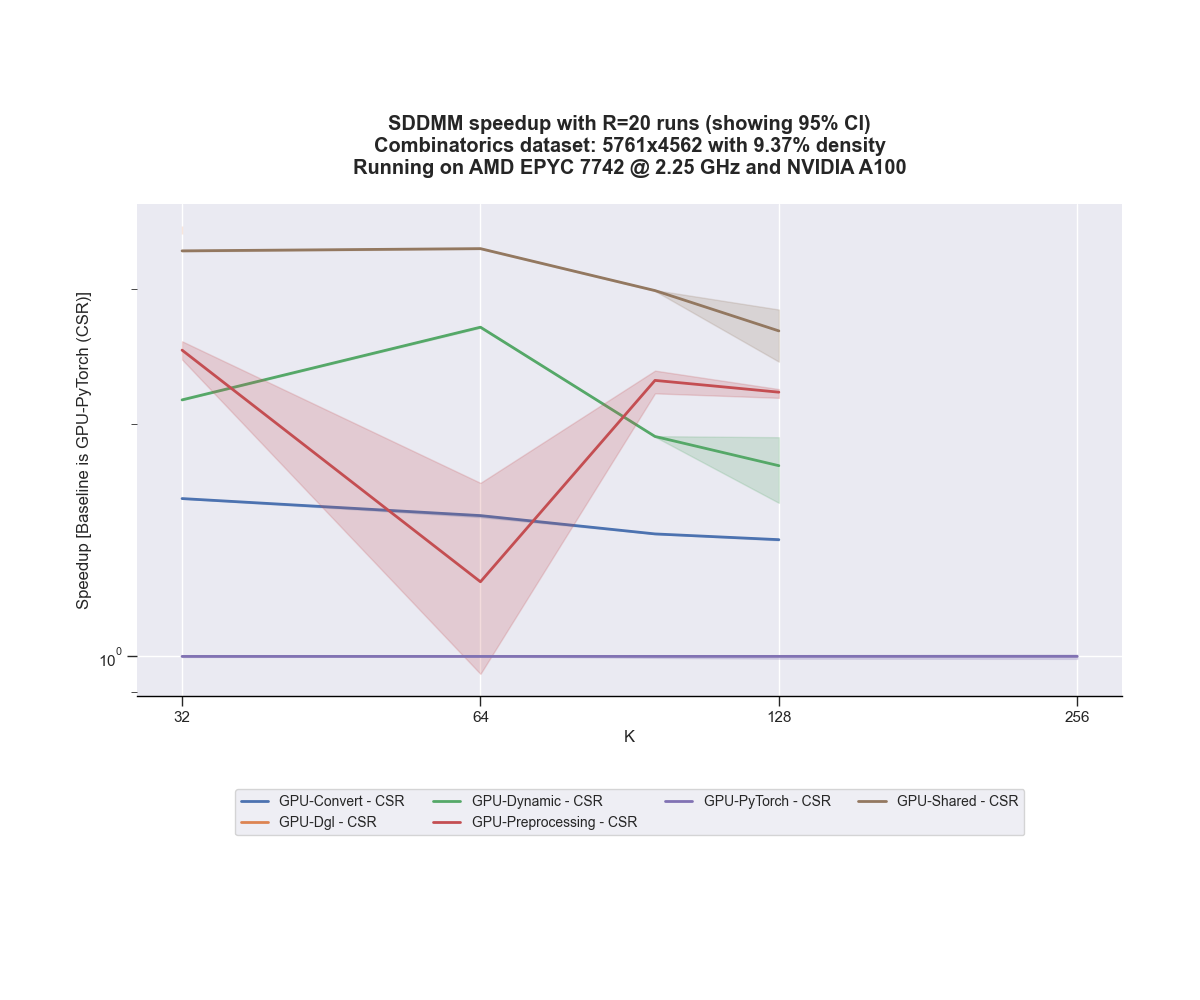 SDDMM speedup with R=20 runs (showing 95% CI)
Combinatorics dataset: 5761x4562 with 9.37% density
Running on AMD EPYC 7742 @ 2.25 GHz and NVIDIA A100
Speedup [Baseline is GPU-PyTorch (CSR)]
10^0
32 64 128 256
K
GPU-Convert - CSR GPU-Dynamic - CSR GPU-PyTorch - CSR GPU-Shared - CSR
GPU-Dgl - CSR GPU-Preprocessing - CSR